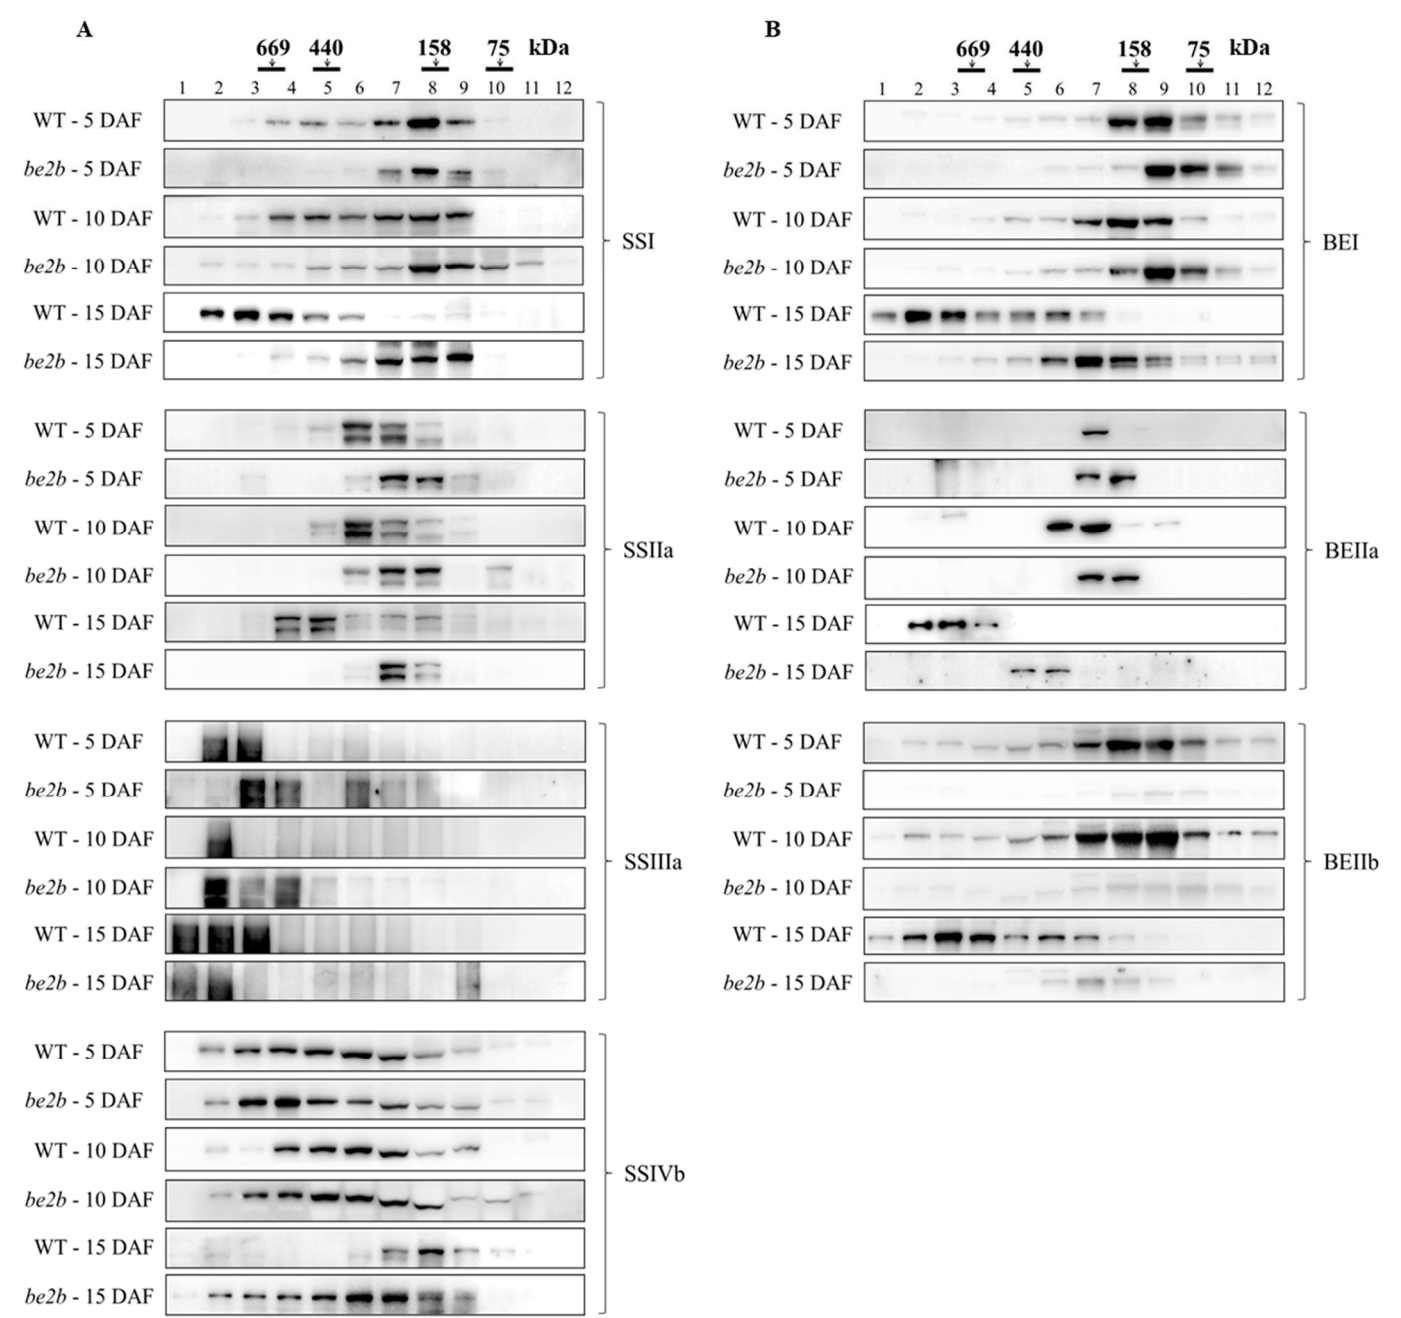 A
669 440 158 75 kDa
1 2 3 4 5 6 7 8 9 10 11 12
WT - 5 DAF
be2b - 5 DAF
WT - 10 DAF
be2b - 10 DAF
WT - 15 DAF
be2b - 15 DAF
SSI
WT - 5 DAF
be2b - 5 DAF
WT - 10 DAF
be2b - 10 DAF
WT - 15 DAF
be2b - 15 DAF
SSIIa
WT - 5 DAF
be2b - 5 DAF
WT - 10 DAF
be2b - 10 DAF
WT - 15 DAF
be2b - 15 DAF
SSIIIa
WT - 5 DAF
be2b - 5 DAF
WT - 10 DAF
be2b - 10 DAF
WT - 15 DAF
be2b - 15 DAF
SSIVb
B
669 440 158 75 kDa
1 2 3 4 5 6 7 8 9 10 11 12
WT - 5 DAF
be2b - 5 DAF
WT - 10 DAF
be2b - 10 DAF
WT - 15 DAF
be2b - 15 DAF
BEI
WT - 5 DAF
be2b - 5 DAF
WT - 10 DAF
be2b - 10 DAF
WT - 15 DAF
be2b - 15 DAF
BEIIa
WT - 5 DAF
be2b - 5 DAF
WT - 10 DAF
be2b - 10 DAF
WT - 15 DAF
be2b - 15 DAF
BEIIb